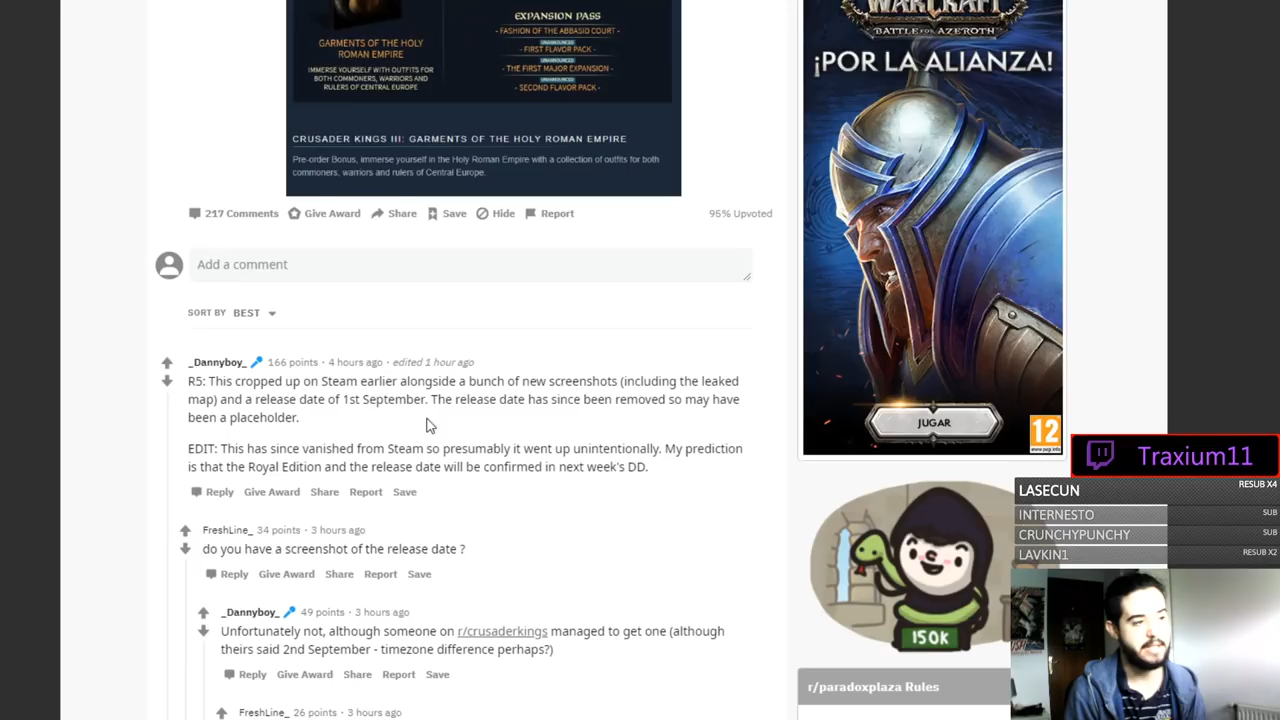 EXPANSION PASS
- FASHION OF THE ABBASID COURT -
- FIRST FLAVOR PACK -
- THE FIRST MAJOR EXPANSION -
- SECOND FLAVOR PACK -
GARMENTS OF THE HOLY
ROMAN EMPIRE
IMMERSE YOURSELF WITH OUTFITS FOR
BOTH COMMONERS, WARRIORS AND
RULERS OF CENTRAL EUROPE.
CRUSADER KINGS III: GARMENTS OF THE HOLY ROMAN EMPIRE
Pre-order Bonus, immerse yourself in the Holy Roman Empire with a collection of outfits for both
commoners, warriors and rulers of Central Europe.
217 Comments Give Award Share Save Hide Report 95% Upvoted
Add a comment
SORT BY BEST
_Dannyboy_ 166 points · 4 hours ago · edited 1 hour ago
R5: This cropped up on Steam earlier alongside a bunch of new screenshots (including the leaked
map) and a release date of 1st September. The release date has since been removed so may have
been a placeholder.
EDIT: This has since vanished from Steam so presumably it went up unintentionally. My prediction
is that the Royal Edition and the release date will be confirmed in next week's DD.
Reply Give Award Share Report Save
FreshLine_ 34 points · 3 hours ago
do you have a screenshot of the release date ?
Reply Give Award Share Report Save
_Dannyboy_ 49 points · 3 hours ago
Unfortunately not, although someone on r/crusaderkings managed to get one (although
theirs said 2nd September - timezone difference perhaps?)
Reply Give Award Share Report Save
FreshLine_ 26 points · 3 hours ago
WARCRAFT
BATTLE FOR AZEROTH
¡POR LA ALIANZA!
JUGAR
12
www.pegi.info
150K
r/paradoxplaza Rules
Traxium11
LASECUN RESUB X4
INTERNESTO SUB
CRUNCHYPUNCHY SUB
LAVKIN1 RESUB X2